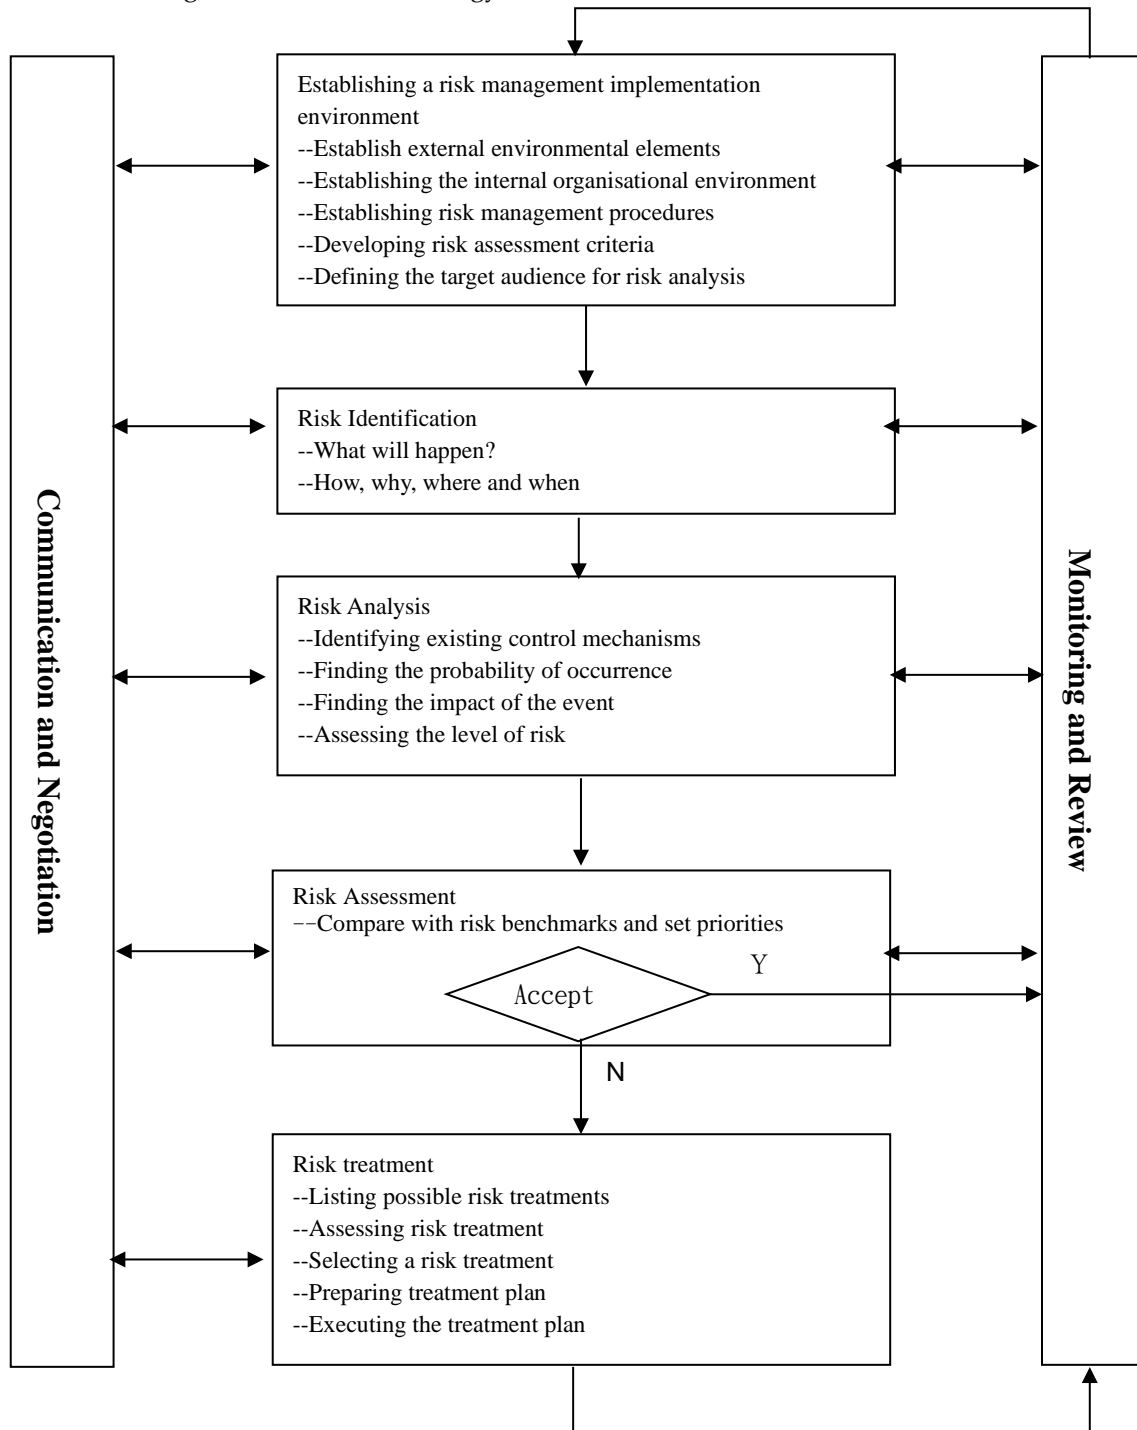 Communication and Negotiation
Establishing a risk management implementation
environment
--Establish external environmental elements
--Establishing the internal organisational environment
--Establishing risk management procedures
--Developing risk assessment criteria
--Defining the target audience for risk analysis
Risk Identification
--What will happen?
--How, why, where and when
Risk Analysis
--Identifying existing control mechanisms
--Finding the probability of occurrence
--Finding the impact of the event
--Assessing the level of risk
Risk Assessment
--Compare with risk benchmarks and set priorities
Y
Accept
N
Risk treatment
--Listing possible risk treatments
--Assessing risk treatment
--Selecting a risk treatment
--Preparing treatment plan
--Executing the treatment plan
Monitoring and Review